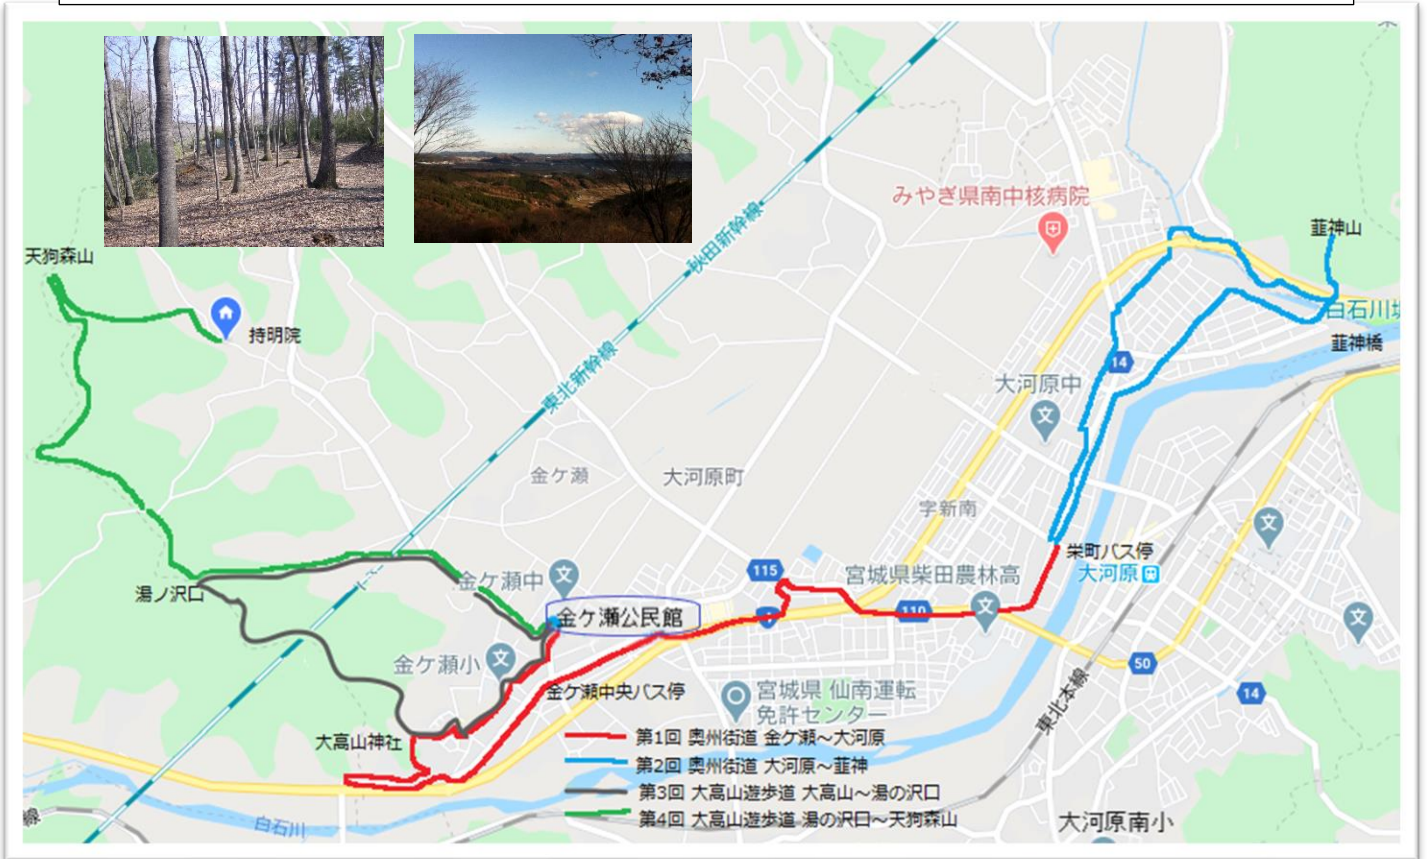 天狗森山
持明院
東北新幹線
秋田新幹線
みやぎ県南中核病院
韮神山
白石川堤
韮神橋
14
大河原中
金ケ瀬
大河原町
字新南
栄町バス停
大河原
115
宮城県柴田農林高
110
金ケ瀬中
金ケ瀬公民館
湯ノ沢口
金ケ瀬小
金ケ瀬中央バス停
宮城県 仙南運転
免許センター
50
14
東北本線
大高山神社
第1回 奥州街道 金ケ瀬～大河原
第2回 奥州街道 大河原～韮神
第3回 大高山遊歩道 大高山～湯の沢口
第4回 大高山遊歩道 湯の沢口～天狗森山
白石川
線
大河原南小